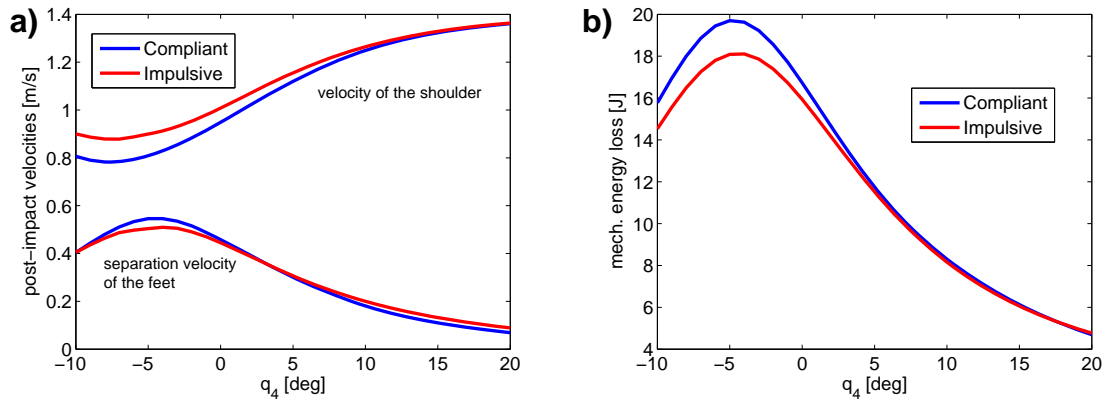 a)
post−impact velocities [m/s]
1.4
1.2
1
0.8
0.6
0.4
0.2
0
Compliant
Impulsive
velocity of the shoulder
separation velocity
of the feet
−10
−5
0
5
10
15
20
q4 [deg]
b)
mech. energy loss [J]
20
18
16
14
12
10
8
6
4
Compliant
Impulsive
−10
−5
0
5
10
15
20
q4 [deg]